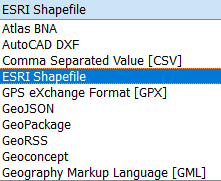 ESRI Shapefile
Atlas BNA
AutoCAD DXF
Comma Separated Value [CSV]
ESRI Shapefile
GPS eXchange Format [GPX]
GeoJSON
GeoPackage
GeoRSS
Geoconcept
Geography Markup Language [GML]